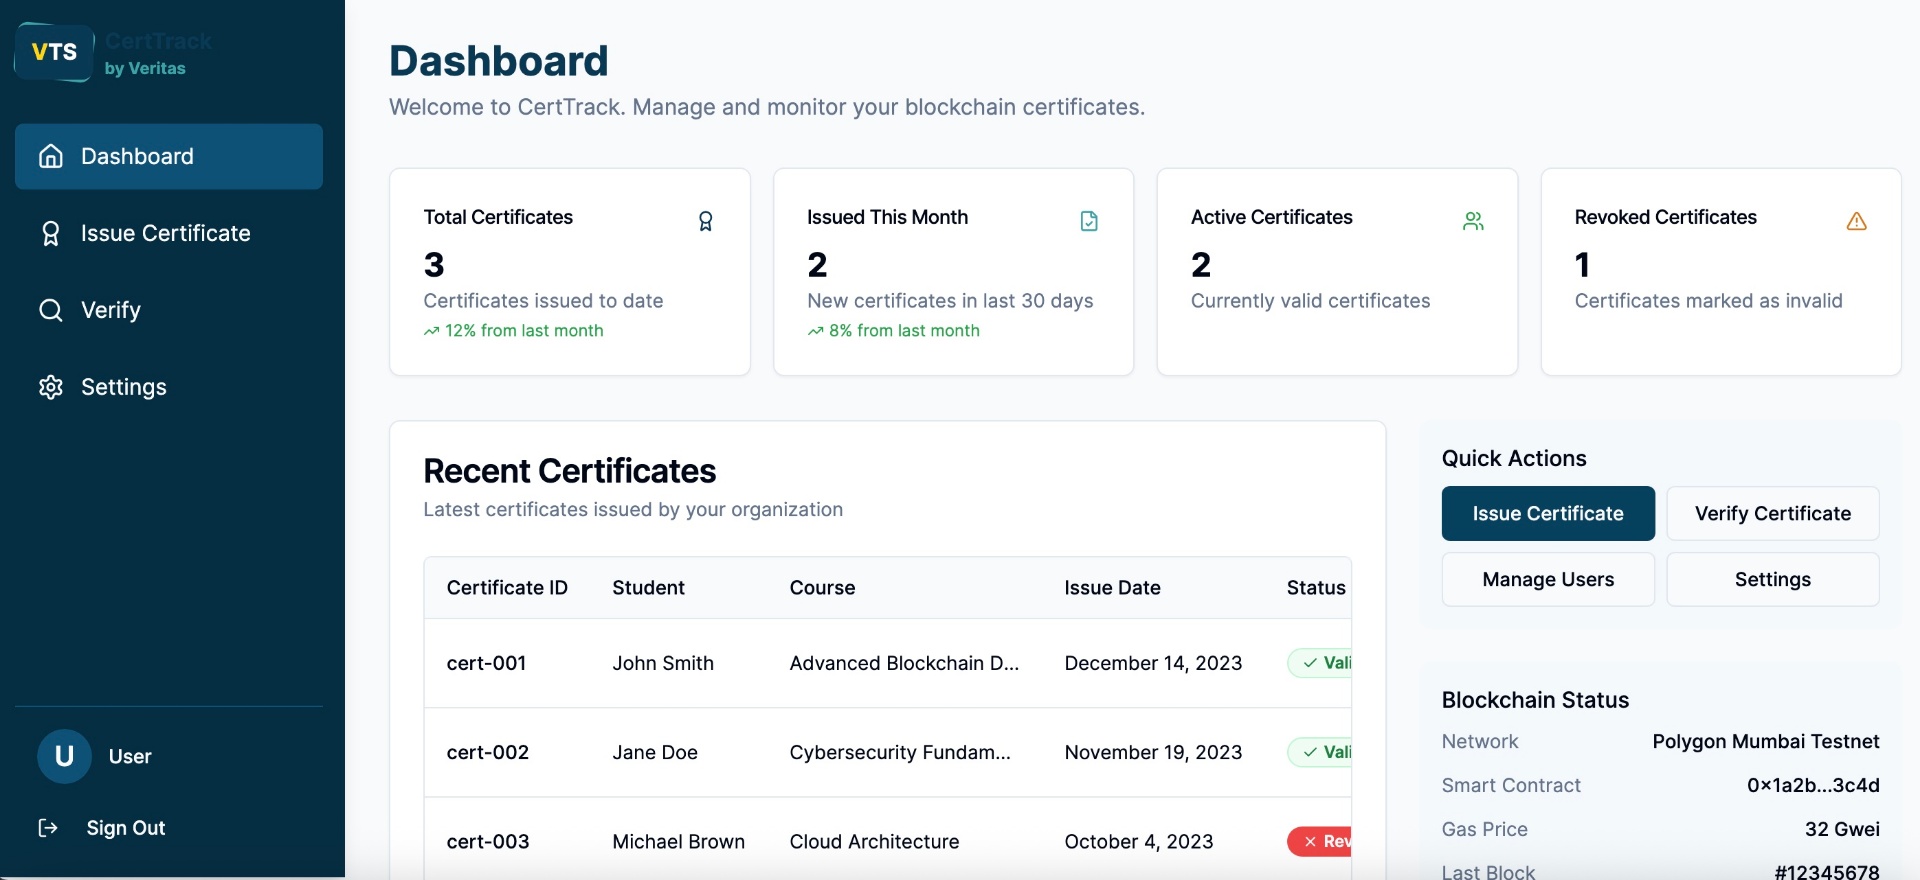 VTS
CertTrack
by Veritas
Dashboard
Issue Certificate
Verify
Settings
U User
Sign Out
Dashboard
Welcome to CertTrack. Manage and monitor your blockchain certificates.
Total Certificates
3
Certificates issued to date
12% from last month
Issued This Month
2
New certificates in last 30 days
8% from last month
Active Certificates
2
Currently valid certificates
Revoked Certificates
1
Certificates marked as invalid
Recent Certificates
Latest certificates issued by your organization
Certificate ID Student Course Issue Date Status
cert-001 John Smith Advanced Blockchain D... December 14, 2023 Vali
cert-002 Jane Doe Cybersecurity Fundam... November 19, 2023 Vali
cert-003 Michael Brown Cloud Architecture October 4, 2023 Rev
Quick Actions
Issue Certificate Verify Certificate
Manage Users Settings
Blockchain Status
Network Polygon Mumbai Testnet
Smart Contract 0×1a2b...3c4d
Gas Price 32 Gwei
Last Block #12345678